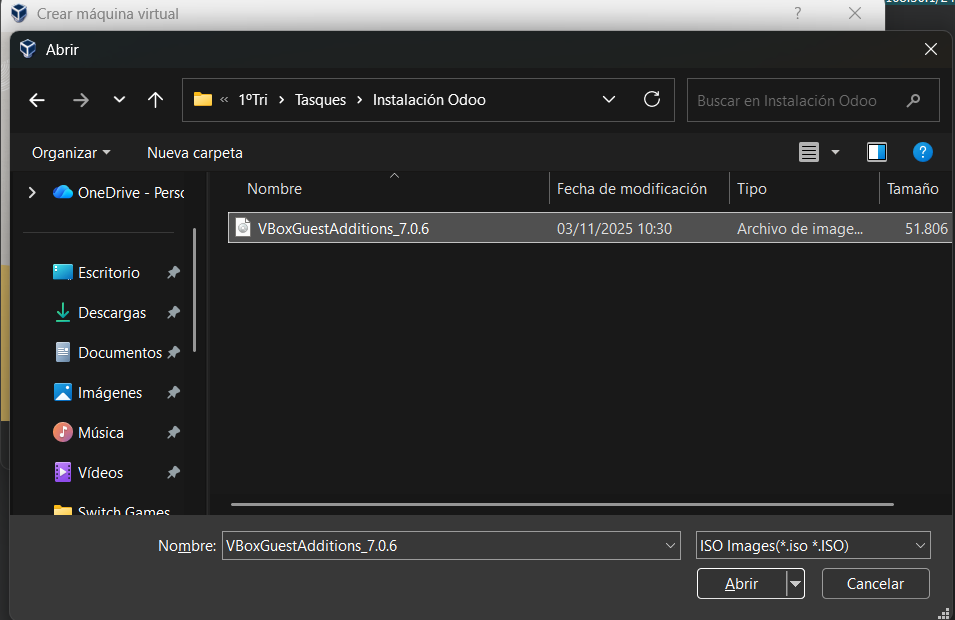 Crear máquina virtual
?
Abrir
« 1ºTri > Tasques > Instalación Odoo
Buscar en Instalación Odoo
Organizar
Nueva carpeta
?
OneDrive - Perso
Escritorio
Descargas
Documentos
Imágenes
Música
Vídeos
Switch Games
Nombre
Fecha de modificación
Tipo
Tamaño
VBoxGuestAdditions_7.0.6
03/11/2025 10:30
Archivo de image...
51.806
Nombre:
VBoxGuestAdditions_7.0.6
ISO Images(*.iso *.ISO)
Abrir
Cancelar